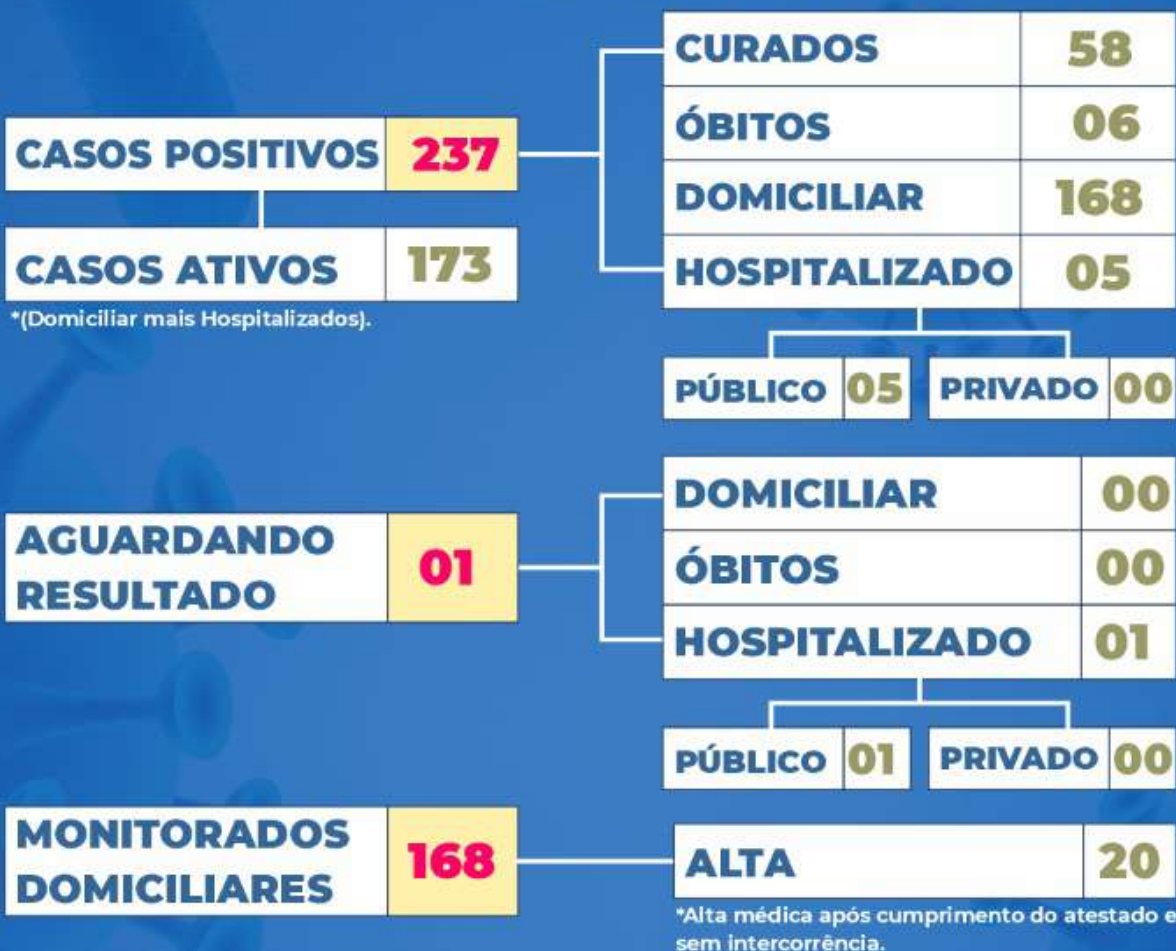 CASOS POSITIVOS 237
CASOS ATIVOS 173
*(Domiciliar mais Hospitalizados).
CURADOS 58
ÓBITOS 06
DOMICILIAR 168
HOSPITALIZADO 05
PÚBLICO 05 PRIVADO 00
AGUARDANDO
RESULTADO 01
DOMICILIAR 00
ÓBITOS 00
HOSPITALIZADO 01
PÚBLICO 01 PRIVADO 00
MONITORADOS
DOMICILIARES 168
ALTA 20
*Alta médica após cumprimento do atestado e
sem intercorrência.